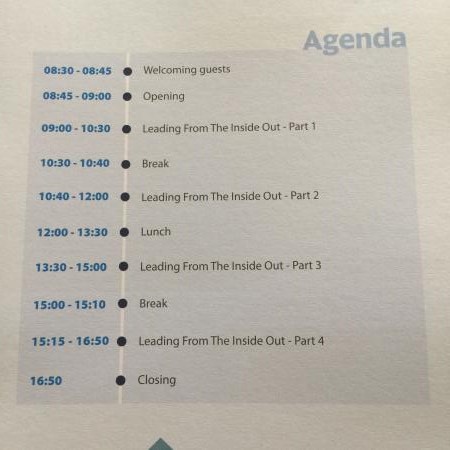 Agenda
08:30 - 08:45 Welcoming guests
08:45 - 09:00 Opening
09:00 - 10:30 Leading From The Inside Out - Part 1
10:30 - 10:40 Break
10:40 - 12:00 Leading From The Inside Out - Part 2
12:00 - 13:30 Lunch
13:30 - 15:00 Leading From The Inside Out - Part 3
15:00 - 15:10 Break
15:15 - 16:50 Leading From The Inside Out - Part 4
16:50 Closing